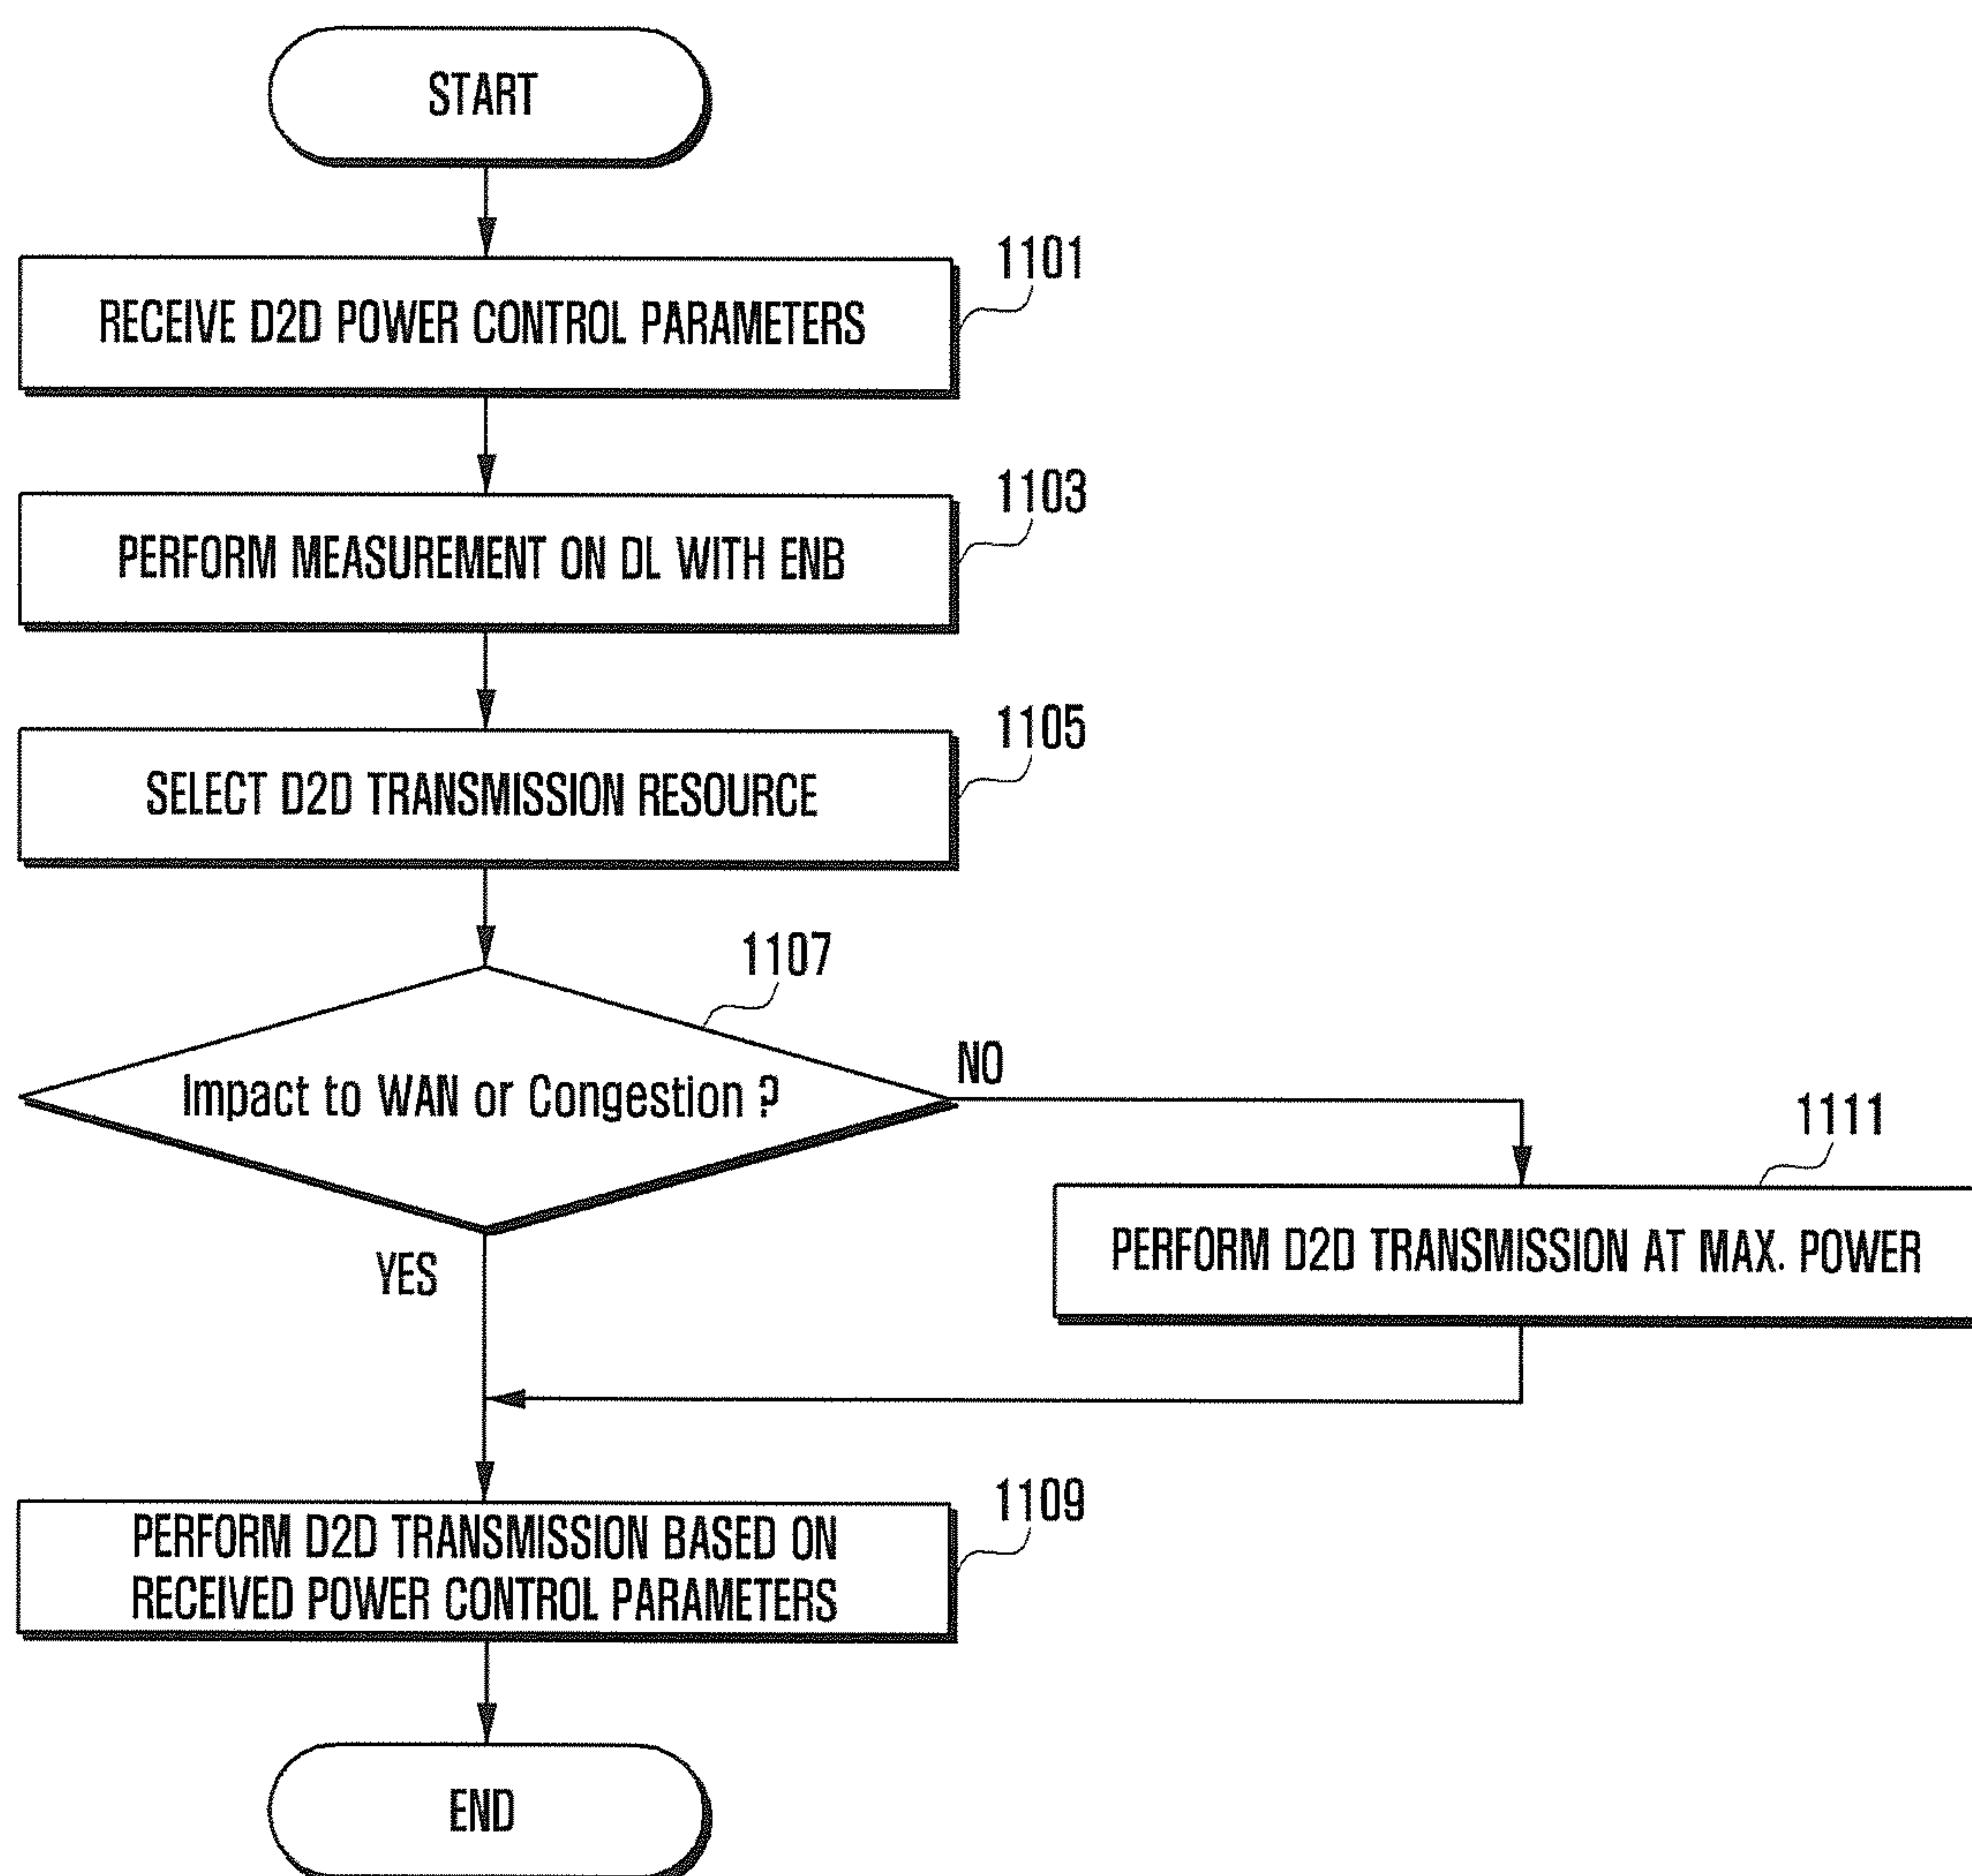 START
1101
RECEIVE D2D POWER CONTROL PARAMETERS
1103
PERFORM MEASUREMENT ON DL WITH ENB
1105
SELECT D2D TRANSMISSION RESOURCE
1107
Impact to WAN or Congestion ?
NO
YES
1111
PERFORM D2D TRANSMISSION AT MAX. POWER
1109
PERFORM D2D TRANSMISSION BASED ON
RECEIVED POWER CONTROL PARAMETERS
END